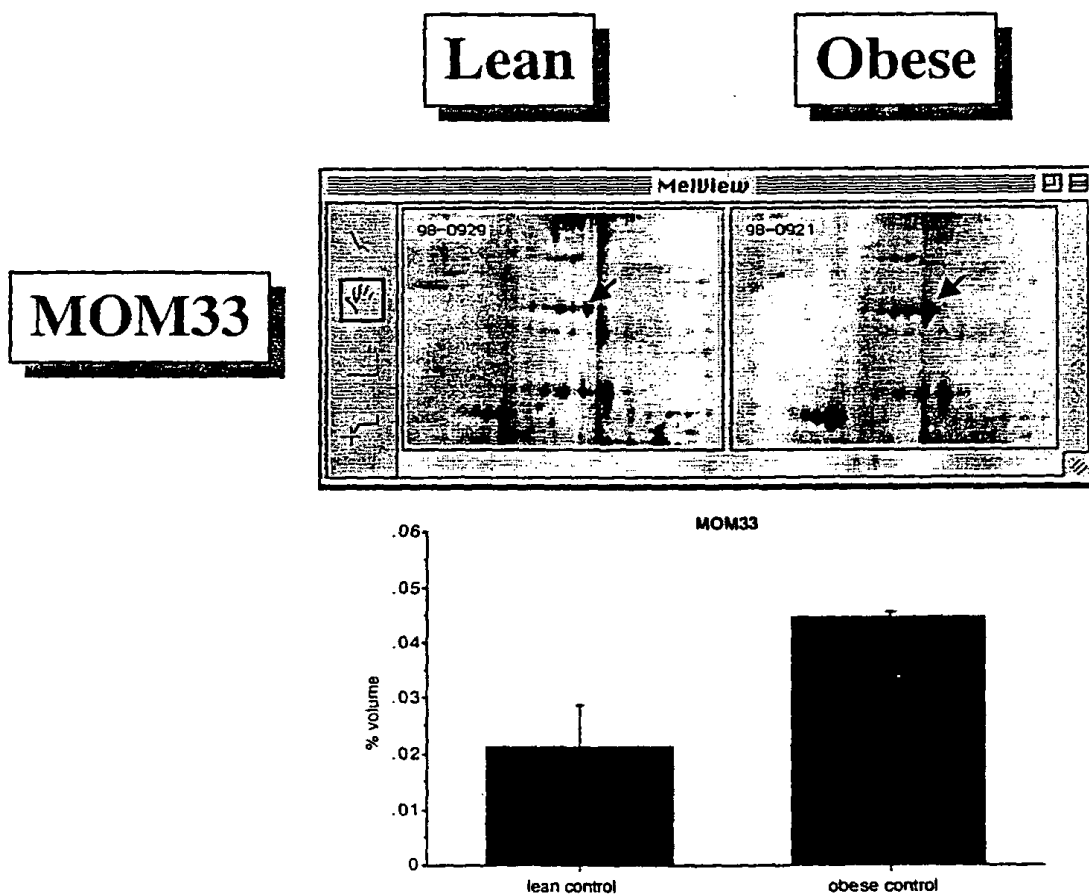 Lean
Obese
MelView
98-0929
98-0921
MOM33
MOM33
.06
.05
.04
.03
.02
.01
0
% volume
lean control
obese control